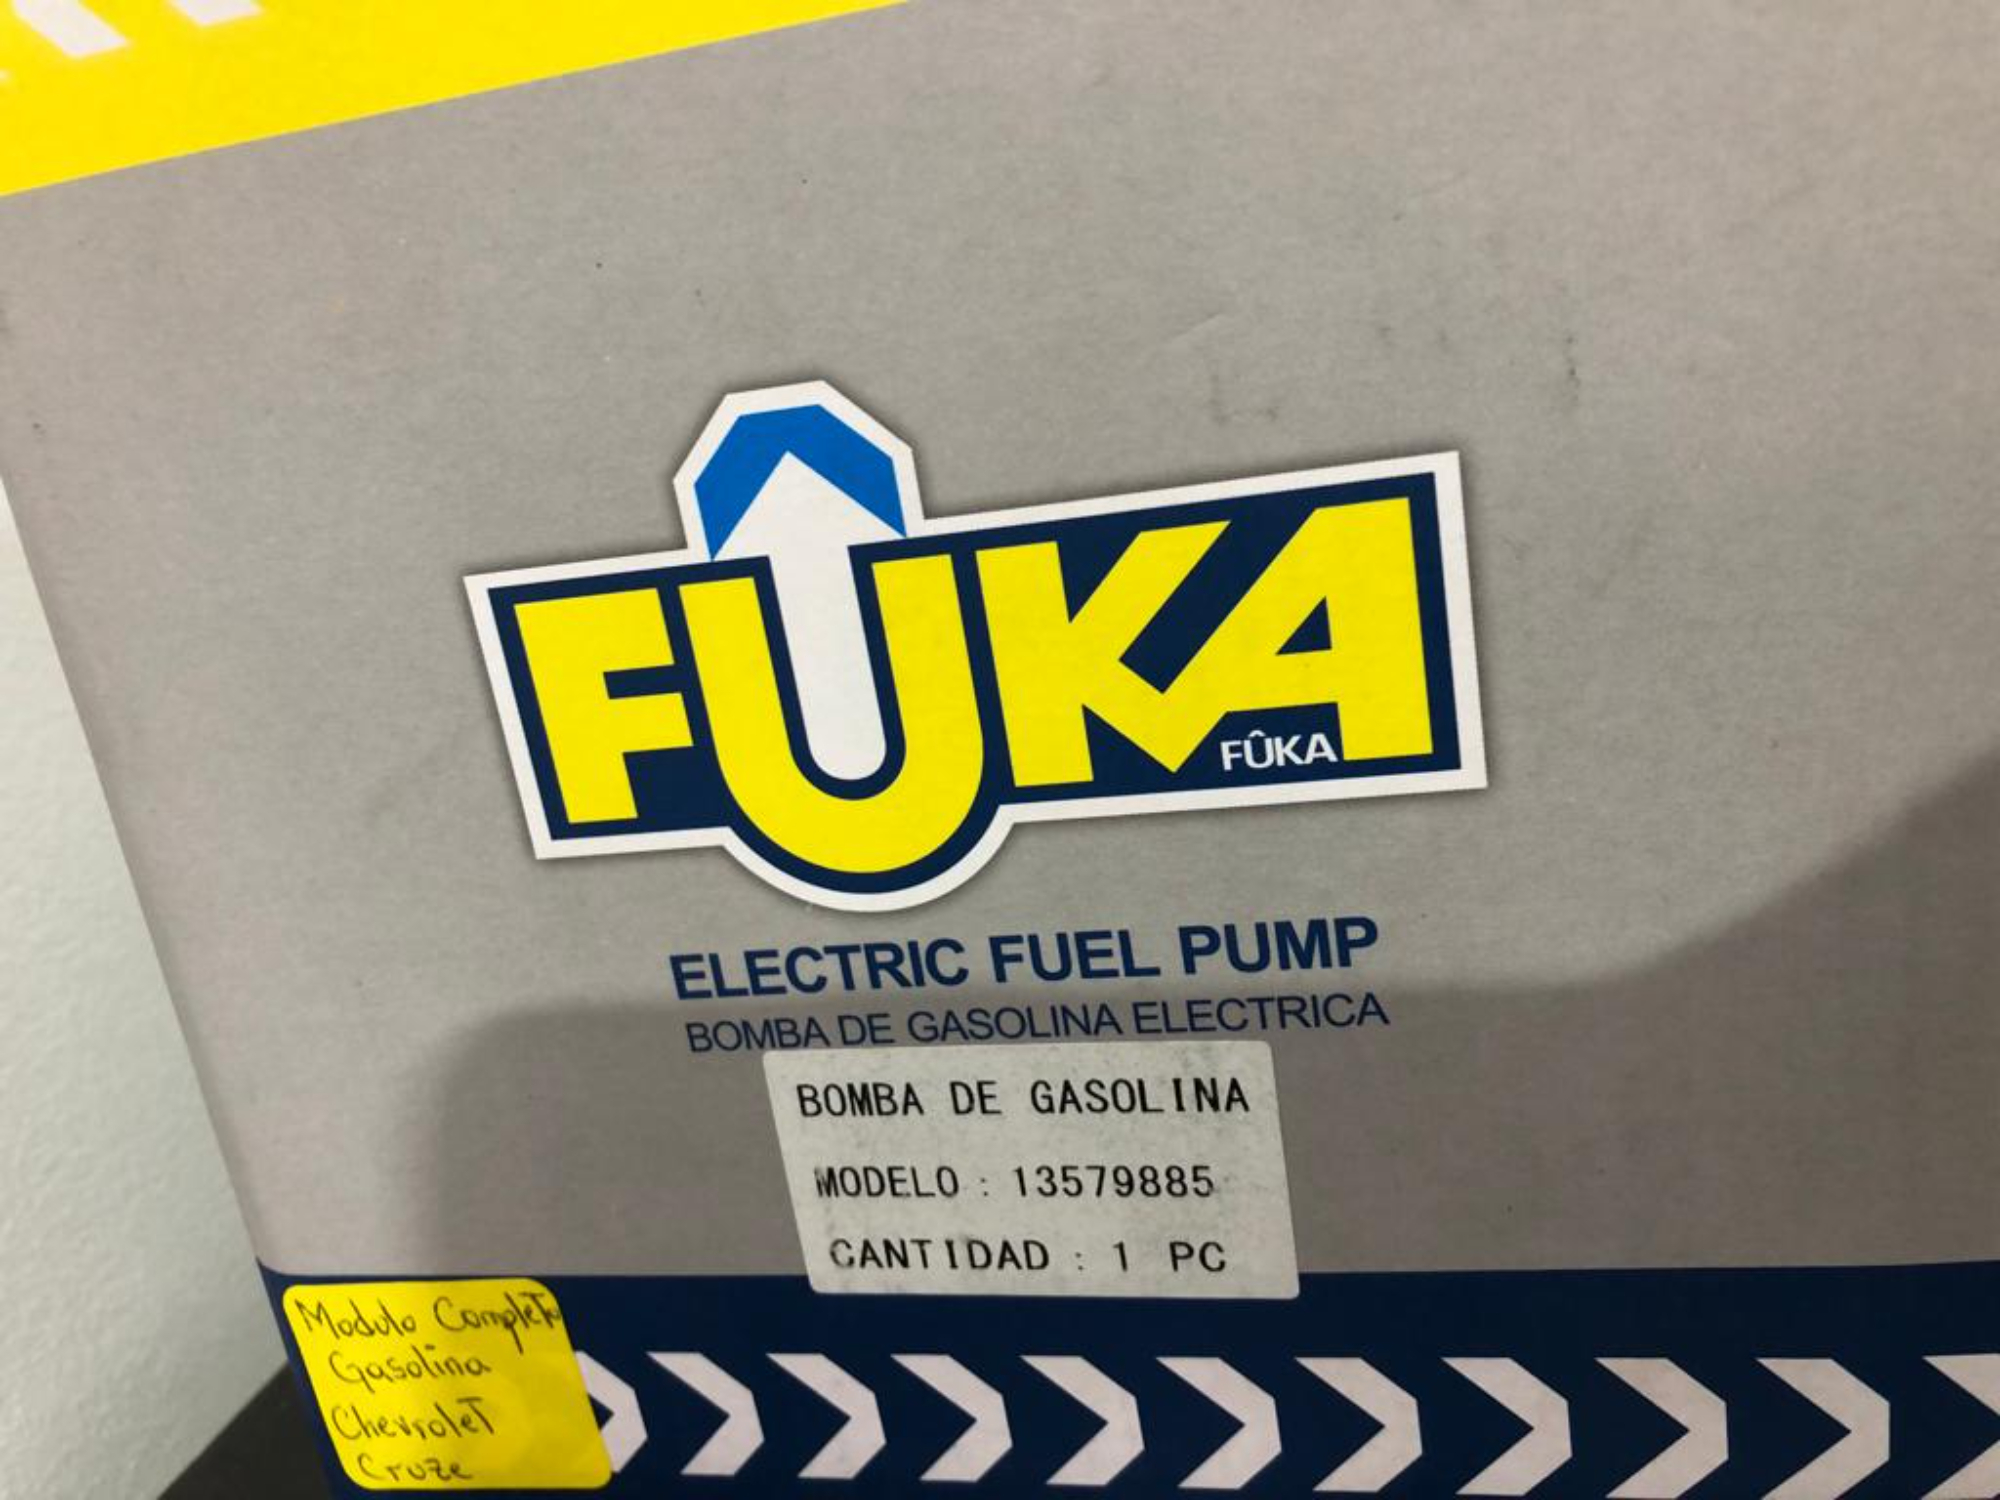 FUKA
FÛKA
ELECTRIC FUEL PUMP
BOMBA DE GASOLINA ELECTRICA
BOMBA DE GASOLINA
MODELO : 13579885
CANTIDAD : 1 PC
Modulo Completo
Gasolina
Chevrolet
Cruze